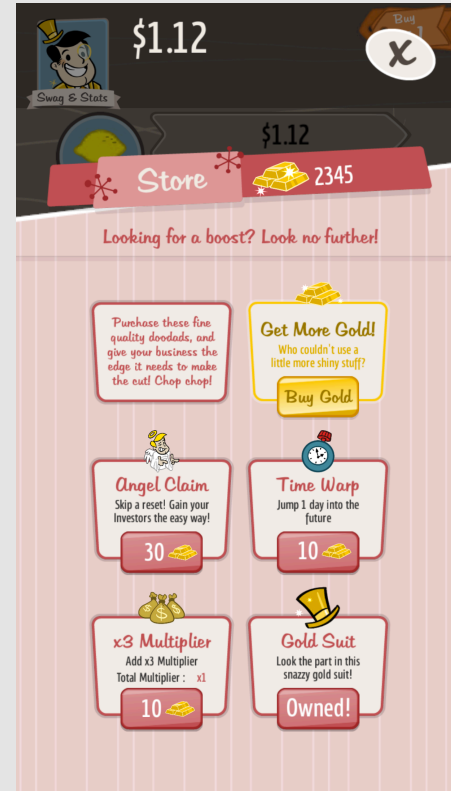 $1.12
Buy
Swag & Stats
$1.12
Store
2345
Looking for a boost? Look no further!
Purchase these fine
quality doodads, and
give your business the
edge it needs to make
the cut! Chop chop!
Get More Gold!
Who couldn't use a
little more shiny stuff?
Buy Gold
Angel Claim
Skip a reset! Gain your
Investors the easy way!
30
Time Warp
Jump 1 day into the
future
10
x3 Multiplier
Add x3 Multiplier
Total Multiplier : x1
10
Gold Suit
Look the part in this
snazzy gold suit!
Owned!